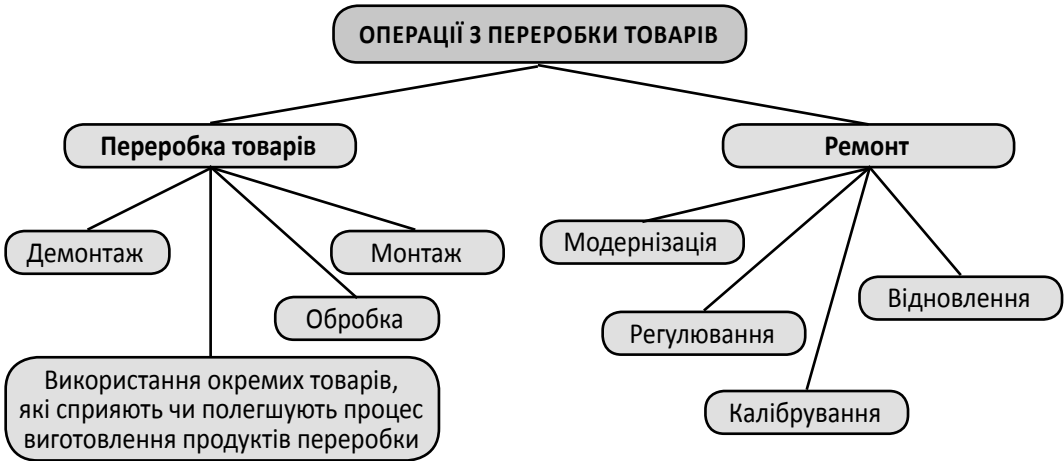 ОПЕРАЦІЇ З ПЕРЕРОБКИ ТОВАРІВ
Переробка товарів
Ремонт
Демонтаж
Монтаж
Обробка
Використання окремих товарів,
які сприяють чи полегшують процес
виготовлення продуктів переробки
Модернізація
Відновлення
Регулювання
Калібрування